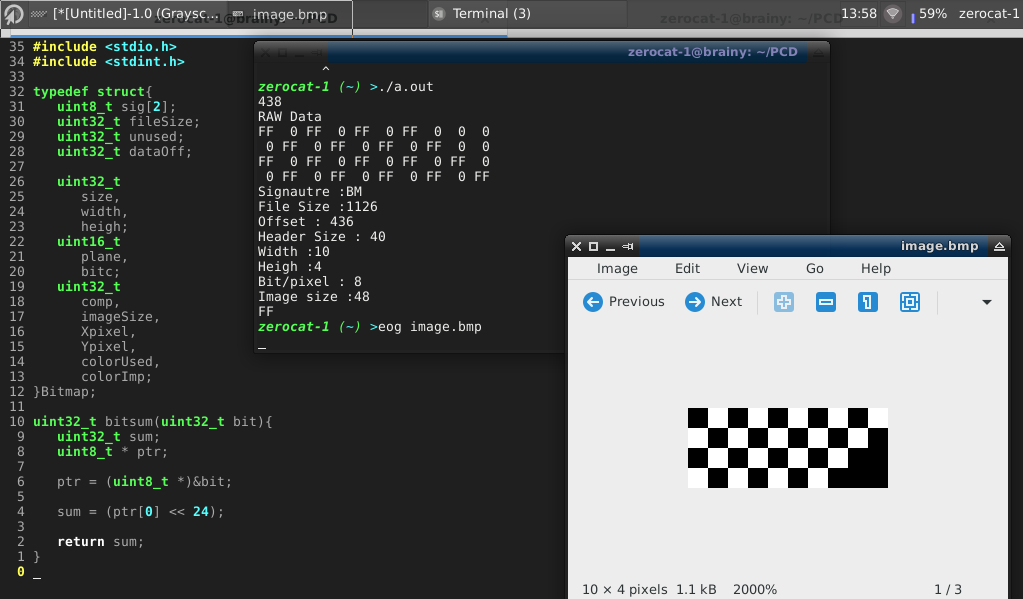 [*[Untitled]-1.0 (Graysc...
image.bmp
Terminal (3)
zerocat-1@brainy: ~/PCD
13:58
59%
zerocat-1
35 #include <stdio.h>
34 #include <stdint.h>
33
32 typedef struct{
31 uint8_t sig[2];
30 uint32_t fileSize;
29 uint32_t unused;
28 uint32_t dataOff;
27
26 uint32_t
25 size,
24 width,
23 heigh;
22 uint16_t
21 plane,
20 bitc;
19 uint32_t
18 comp,
17 imageSize,
16 Xpixel,
15 Ypixel,
14 colorUsed,
13 colorImp;
12 }Bitmap;
11
10 uint32_t bitsum(uint32_t bit){
9 uint32_t sum;
8 uint8_t * ptr;
7
6 ptr = (uint8_t *)&bit;
5
4 sum = (ptr[0] << 24);
3
2 return sum;
1 }
0 _
zerocat-1@brainy: ~/PCD
^
zerocat-1 (~) >./a.out
438
RAW Data
FF 0 FF 0 FF 0 FF 0 0 0
0 FF 0 FF 0 FF 0 FF 0 0
FF 0 FF 0 FF 0 FF 0 FF 0
0 FF 0 FF 0 FF 0 FF 0 FF
Signautre :BM
File Size :1126
Offset : 436
Header Size : 40
Width :10
Heigh :4
Bit/pixel : 8
Image size :48
FF
zerocat-1 (~) >eog image.bmp
_
image.bmp
Image Edit View Go Help
Previous Next
10 × 4 pixels 1.1 kB 2000% 1 / 3